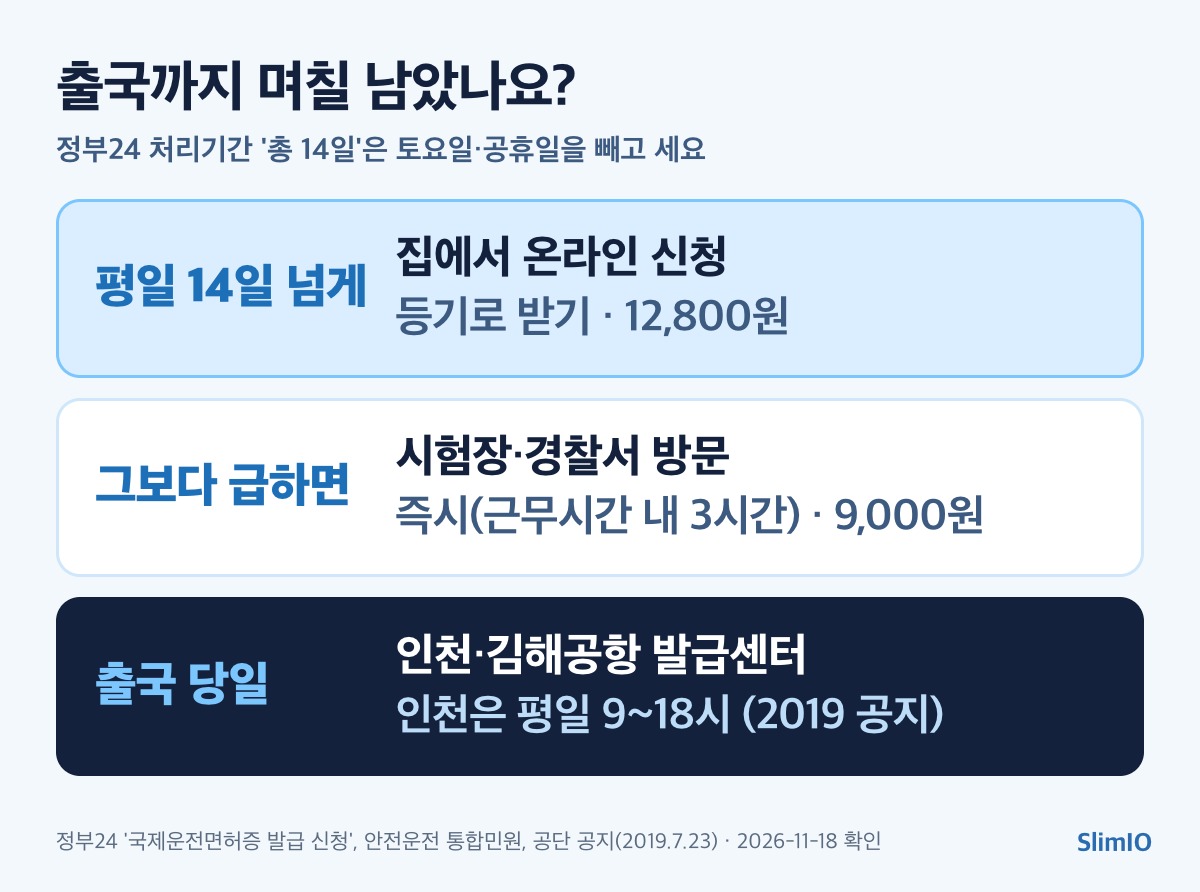 출국까지 며칠 남았나요?
정부24 처리기간 '총 14일'은 토요일·공휴일을 빼고 세요
평일 14일 넘게
집에서 온라인 신청
등기로 받기 · 12,800원
그보다 급하면
시험장·경찰서 방문
즉시(근무시간 내 3시간) · 9,000원
출국 당일
인천·김해공항 발급센터
인천은 평일 9~18시 (2019 공지)
정부24 '국제운전면허증 발급 신청', 안전운전 통합민원, 공단 공지(2019.7.23) · 2026-11-18 확인
SlimIO